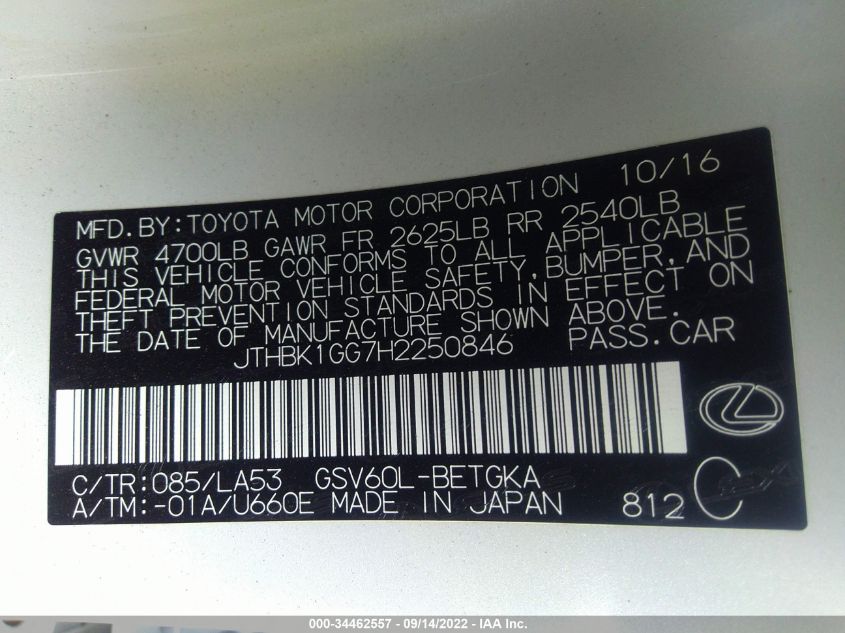 MFD.BY:TOYOTA MOTOR CORPORATION 10/16
GVWR 4700LB GAWR FR 2625LB RR 2540LB
THIS VEHICLE CONFORMS TO ALL APPLICABLE
FEDERAL MOTOR VEHICLE SAFETY,BUMPER,AND
THEFT PREVENTION STANDARDS IN EFFECT ON
THE DATE OF MANUFACTURE SHOWN ABOVE.
JTHBK1GG7H2250846 PASS.CAR
C/TR:085/LA53 GSV60L-BETGKA
A/TM:-01A/U660E MADE IN JAPAN 812 C
000-34462557 - 09/14/2022 - IAA Inc.